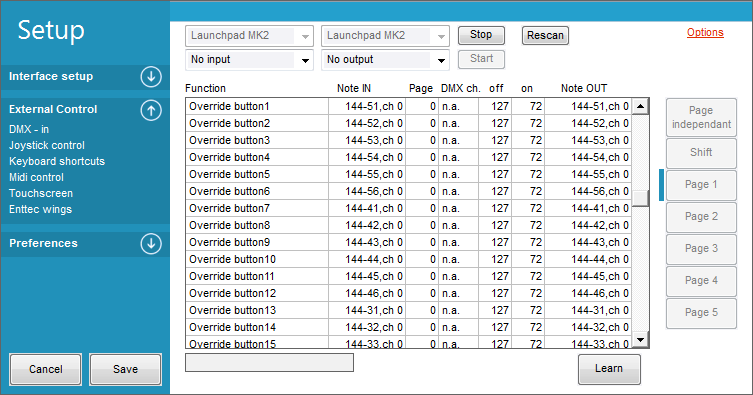 Setup
Interface setup
External Control
DMX - in
Joystick control
Keyboard shortcuts
Midi control
Touchscreen
Enttec wings
Preferences
Cancel Save
Launchpad MK2 Launchpad MK2 Stop Rescan Options
No input No output Start
Function Note IN Page DMX ch. off on Note OUT
Override button1 144-51,ch 0 0 n.a. 127 72 144-51,ch 0
Override button2 144-52,ch 0 0 n.a. 127 72 144-52,ch 0
Override button3 144-53,ch 0 0 n.a. 127 72 144-53,ch 0
Override button4 144-54,ch 0 0 n.a. 127 72 144-54,ch 0
Override button5 144-55,ch 0 0 n.a. 127 72 144-55,ch 0
Override button6 144-56,ch 0 0 n.a. 127 72 144-56,ch 0
Override button7 144-41,ch 0 0 n.a. 127 72 144-41,ch 0
Override button8 144-42,ch 0 0 n.a. 127 72 144-42,ch 0
Override button9 144-43,ch 0 0 n.a. 127 72 144-43,ch 0
Override button10 144-44,ch 0 0 n.a. 127 72 144-44,ch 0
Override button11 144-45,ch 0 0 n.a. 127 72 144-45,ch 0
Override button12 144-46,ch 0 0 n.a. 127 72 144-46,ch 0
Override button13 144-31,ch 0 0 n.a. 127 72 144-31,ch 0
Override button14 144-32,ch 0 0 n.a. 127 72 144-32,ch 0
Override button15 144-33,ch 0 0 n.a. 127 72 144-33,ch 0
Page
independant
Shift
Page 1
Page 2
Page 3
Page 4
Page 5
Learn